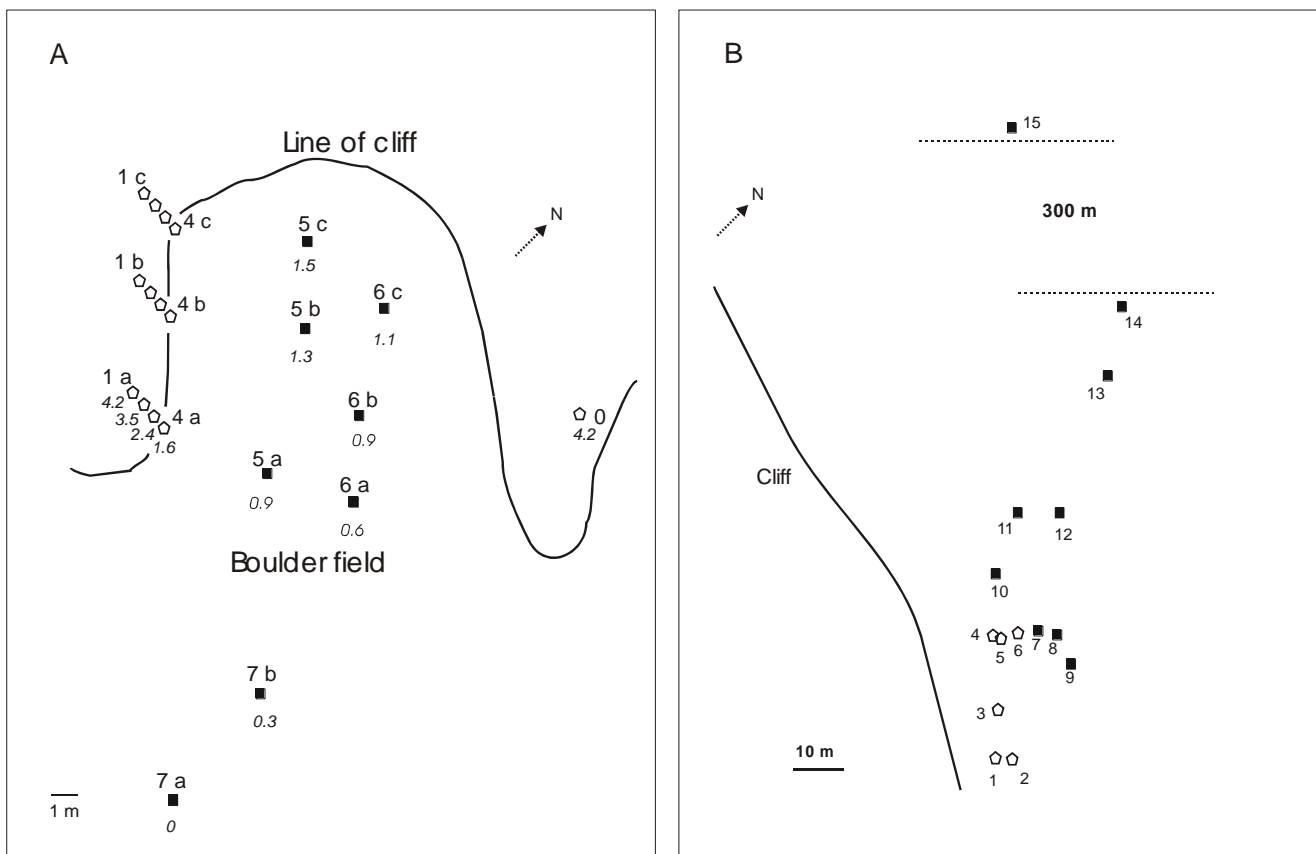 A
Line of cliff
1 c
4 c
5 c
1.5
N
1 b
4 b
5 b
1.3
6 c
1.1
1 a
4.2
3.5
2.4
1.6
4 a
6 b
0.9
0
4.2
5 a
0.9
6 a
0.6
Boulder field
7 b
0.3
7 a
0
1 m
B
15
N
300 m
14
13
Cliff
11
12
10
4
5
6
7
8
9
3
10 m
1
2